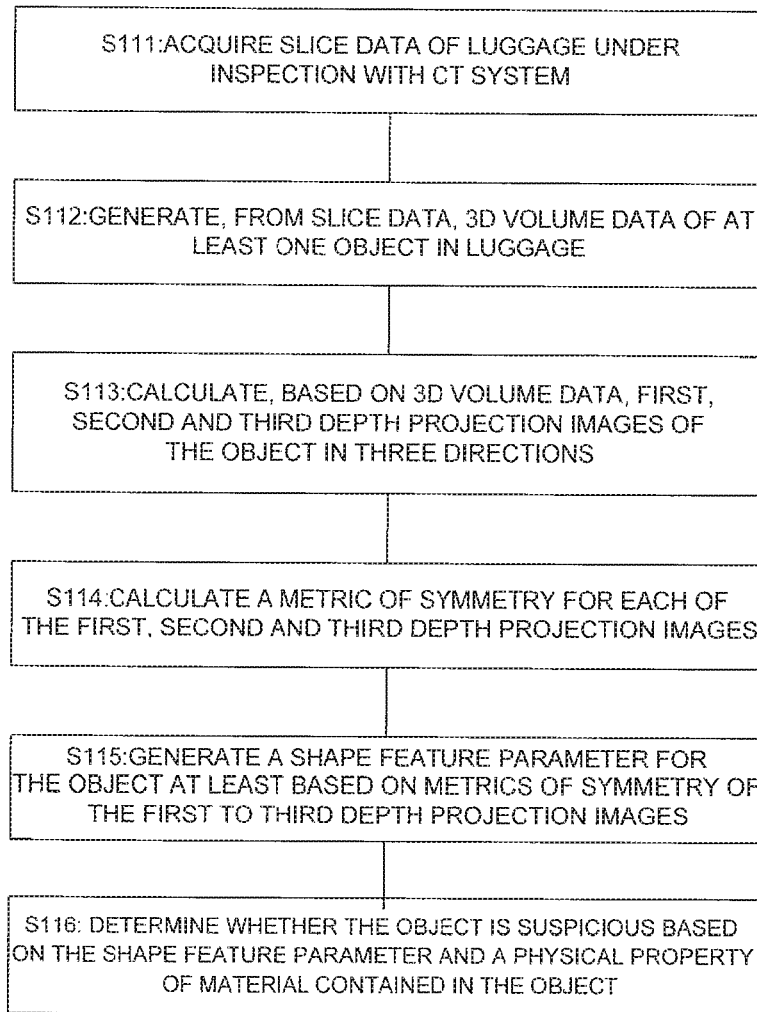 S111:ACQUIRE SLICE DATA OF LUGGAGE UNDER
INSPECTION WITH CT SYSTEM
S112:GENERATE, FROM SLICE DATA, 3D VOLUME DATA OF AT
LEAST ONE OBJECT IN LUGGAGE
S113:CALCULATE, BASED ON 3D VOLUME DATA, FIRST,
SECOND AND THIRD DEPTH PROJECTION IMAGES OF
THE OBJECT IN THREE DIRECTIONS
S114:CALCULATE A METRIC OF SYMMETRY FOR EACH OF
THE FIRST, SECOND AND THIRD DEPTH PROJECTION IMAGES
S115:GENERATE A SHAPE FEATURE PARAMETER FOR
THE OBJECT AT LEAST BASED ON METRICS OF SYMMETRY OF
THE FIRST TO THIRD DEPTH PROJECTION IMAGES
S116: DETERMINE WHETHER THE OBJECT IS SUSPICIOUS BASED
ON THE SHAPE FEATURE PARAMETER AND A PHYSICAL PROPERTY
OF MATERIAL CONTAINED IN THE OBJECT